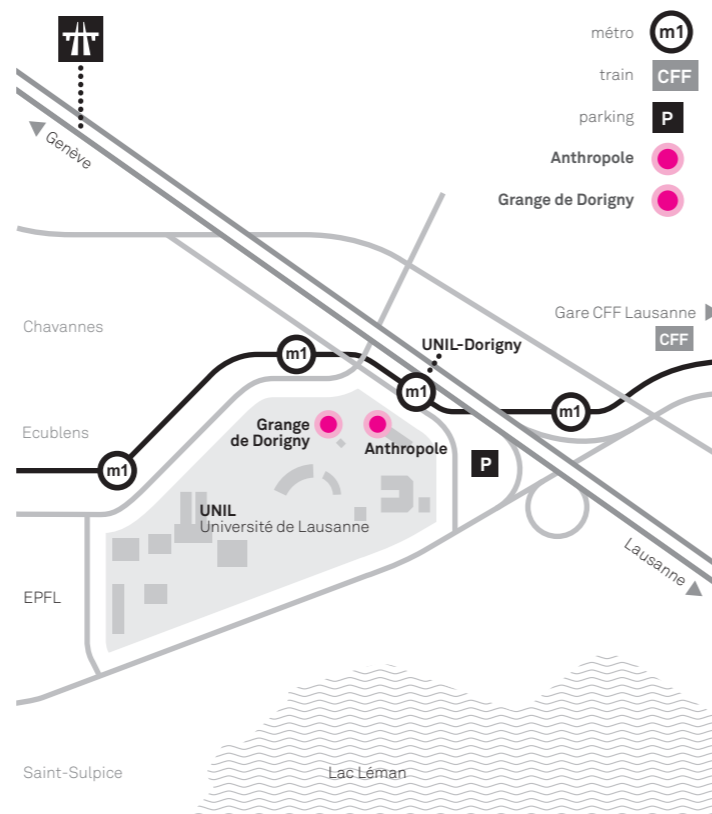 métro m1
train CFF
parking P
Anthropole
Grange de Dorigny
Genève
Gare CFF Lausanne
CFF
Chavannes
UNIL-Dorigny
m1
m1
m1
Ecublens
Grange
de Dorigny
Anthropole
m1
P
UNIL
Université de Lausanne
Lausanne
EPFL
Saint-Sulpice
Lac Léman